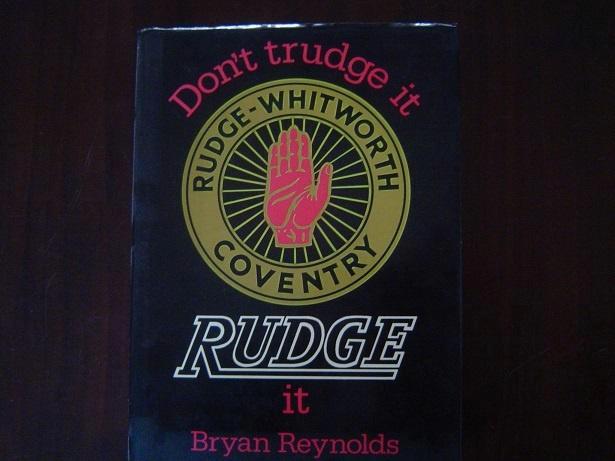 Don't trudge it
RUDGE-WHITWORTH
COVENTRY
RUDGE
it
Bryan Reynolds